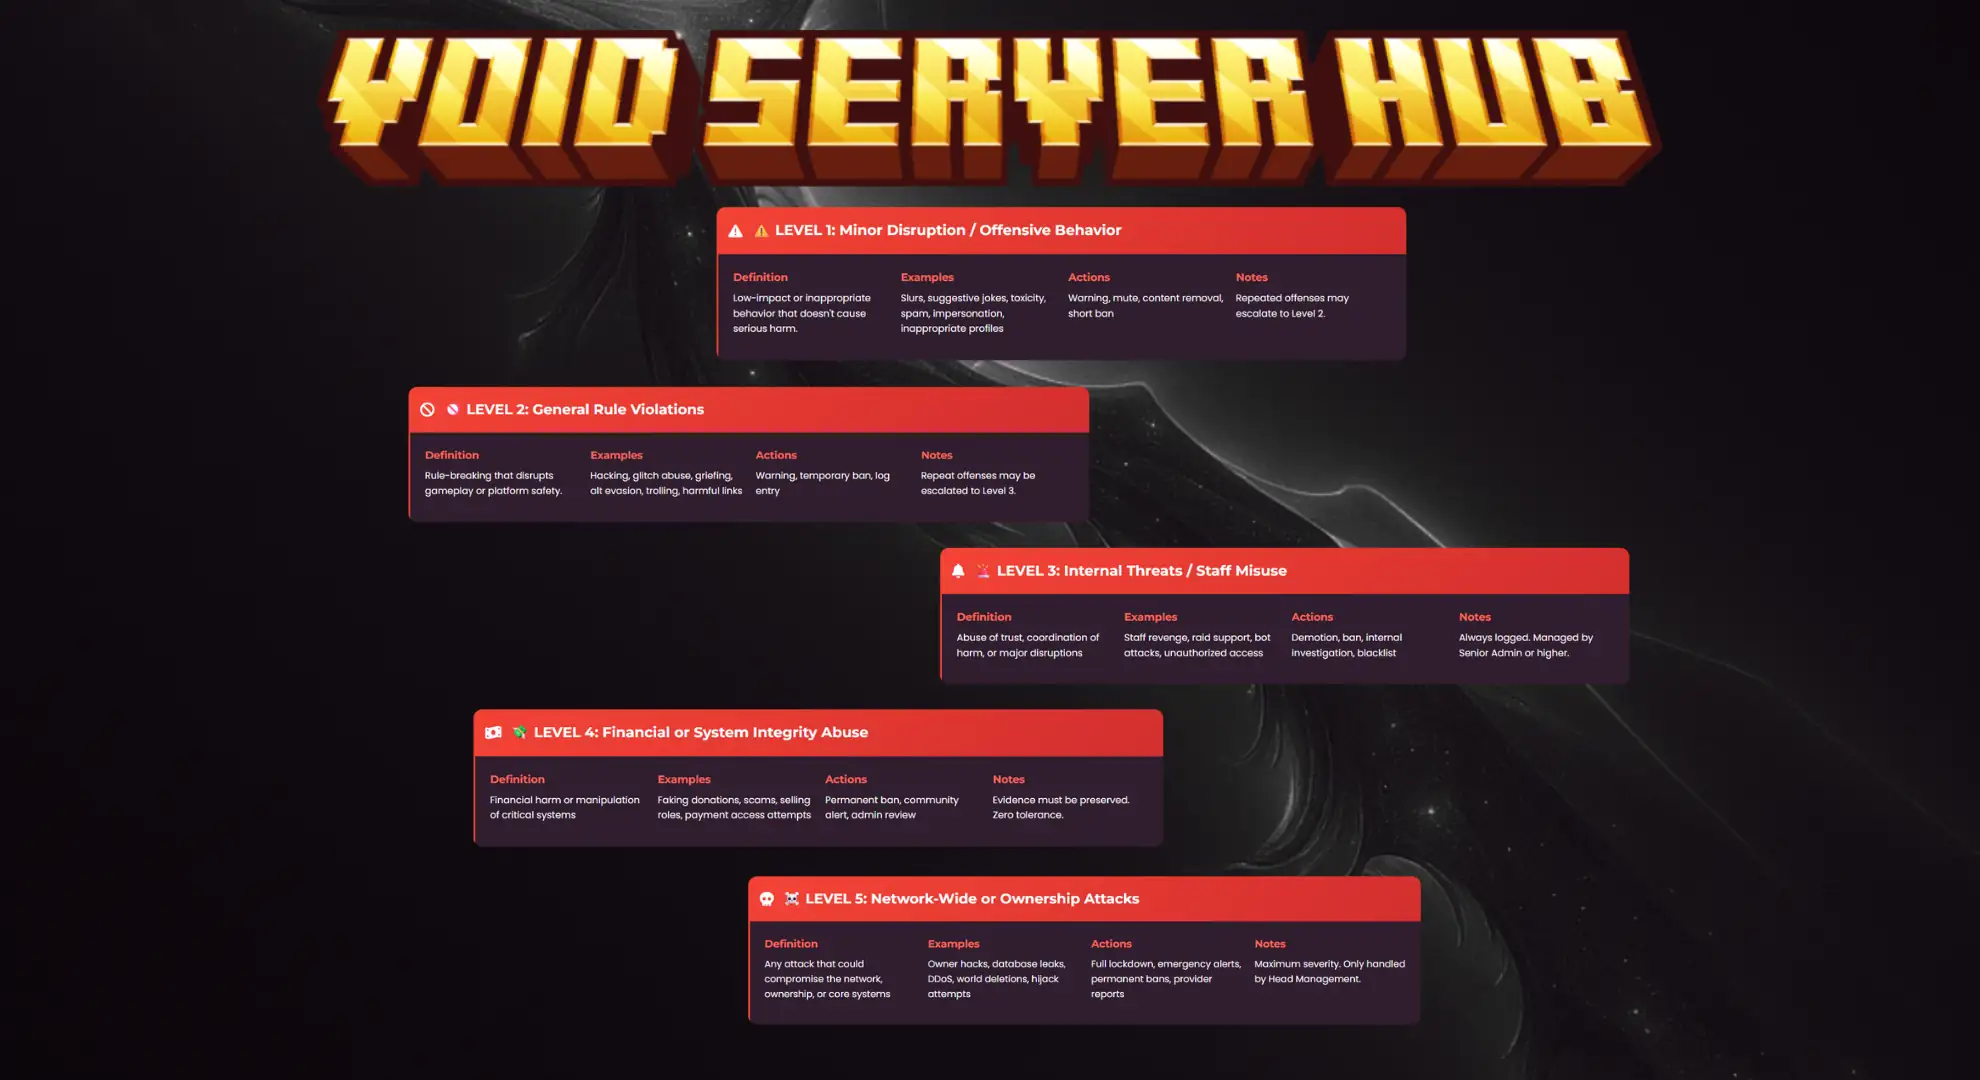 VOID SERVER HUB
LEVEL 1: Minor Disruption / Offensive Behavior
Definition
Low-impact or inappropriate
behavior that doesn't cause
serious harm.
Examples
Slurs, suggestive jokes, toxicity,
spam, impersonation,
inappropriate profiles
Actions
Warning, mute, content removal,
short ban
Notes
Repeated offenses may
escalate to Level 2.
LEVEL 2: General Rule Violations
Definition
Rule-breaking that disrupts
gameplay or platform safety.
Examples
Hacking, glitch abuse, griefing,
alt evasion, trolling, harmful links
Actions
Warning, temporary ban, log
entry
Notes
Repeat offenses may be
escalated to Level 3.
LEVEL 3: Internal Threats / Staff Misuse
Definition
Abuse of trust, coordination of
harm, or major disruptions
Examples
Staff revenge, raid support, bot
attacks, unauthorized access
Actions
Demotion, ban, internal
investigation, blacklist
Notes
Always logged. Managed by
Senior Admin or higher.
LEVEL 4: Financial or System Integrity Abuse
Definition
Financial harm or manipulation
of critical systems
Examples
Faking donations, scams, selling
roles, payment access attempts
Actions
Permanent ban, community
alert, admin review
Notes
Evidence must be preserved.
Zero tolerance.
LEVEL 5: Network-Wide or Ownership Attacks
Definition
Any attack that could
compromise the network,
ownership, or core systems
Examples
Owner hacks, database leaks,
DDoS, world deletions, hijack
attempts
Actions
Full lockdown, emergency alerts,
permanent bans, provider
reports
Notes
Maximum severity. Only handled
by Head Management.